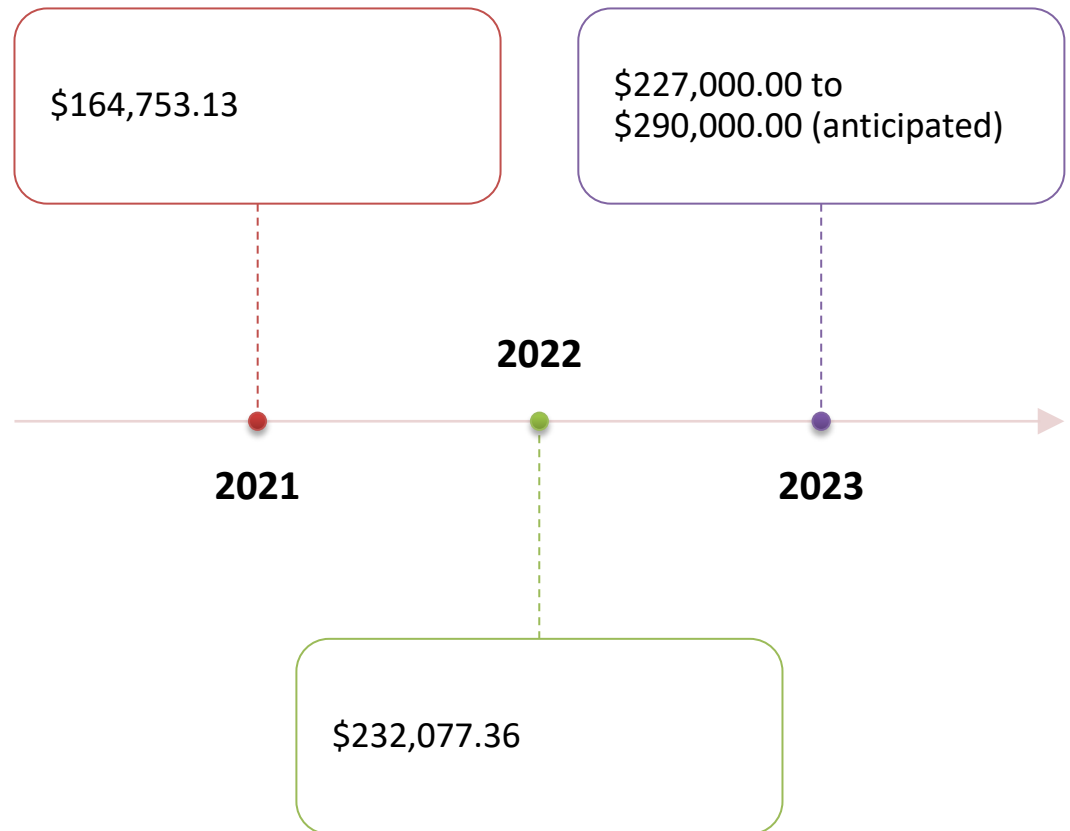 $164,753.13
$227,000.00 to
$290,000.00 (anticipated)
2022
2021
2023
$232,077.36